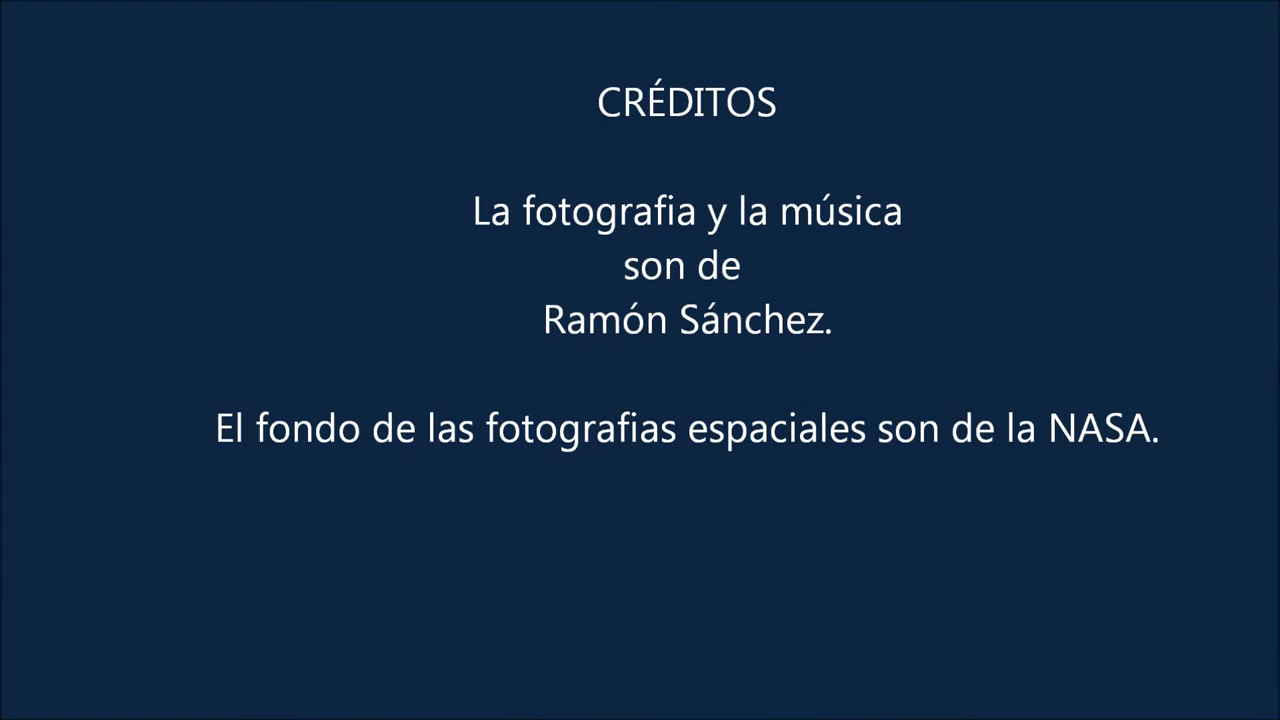 CRÉDITOS
La fotografia y la música
son de
Ramón Sánchez.
El fondo de las fotografias espaciales son de la NASA.